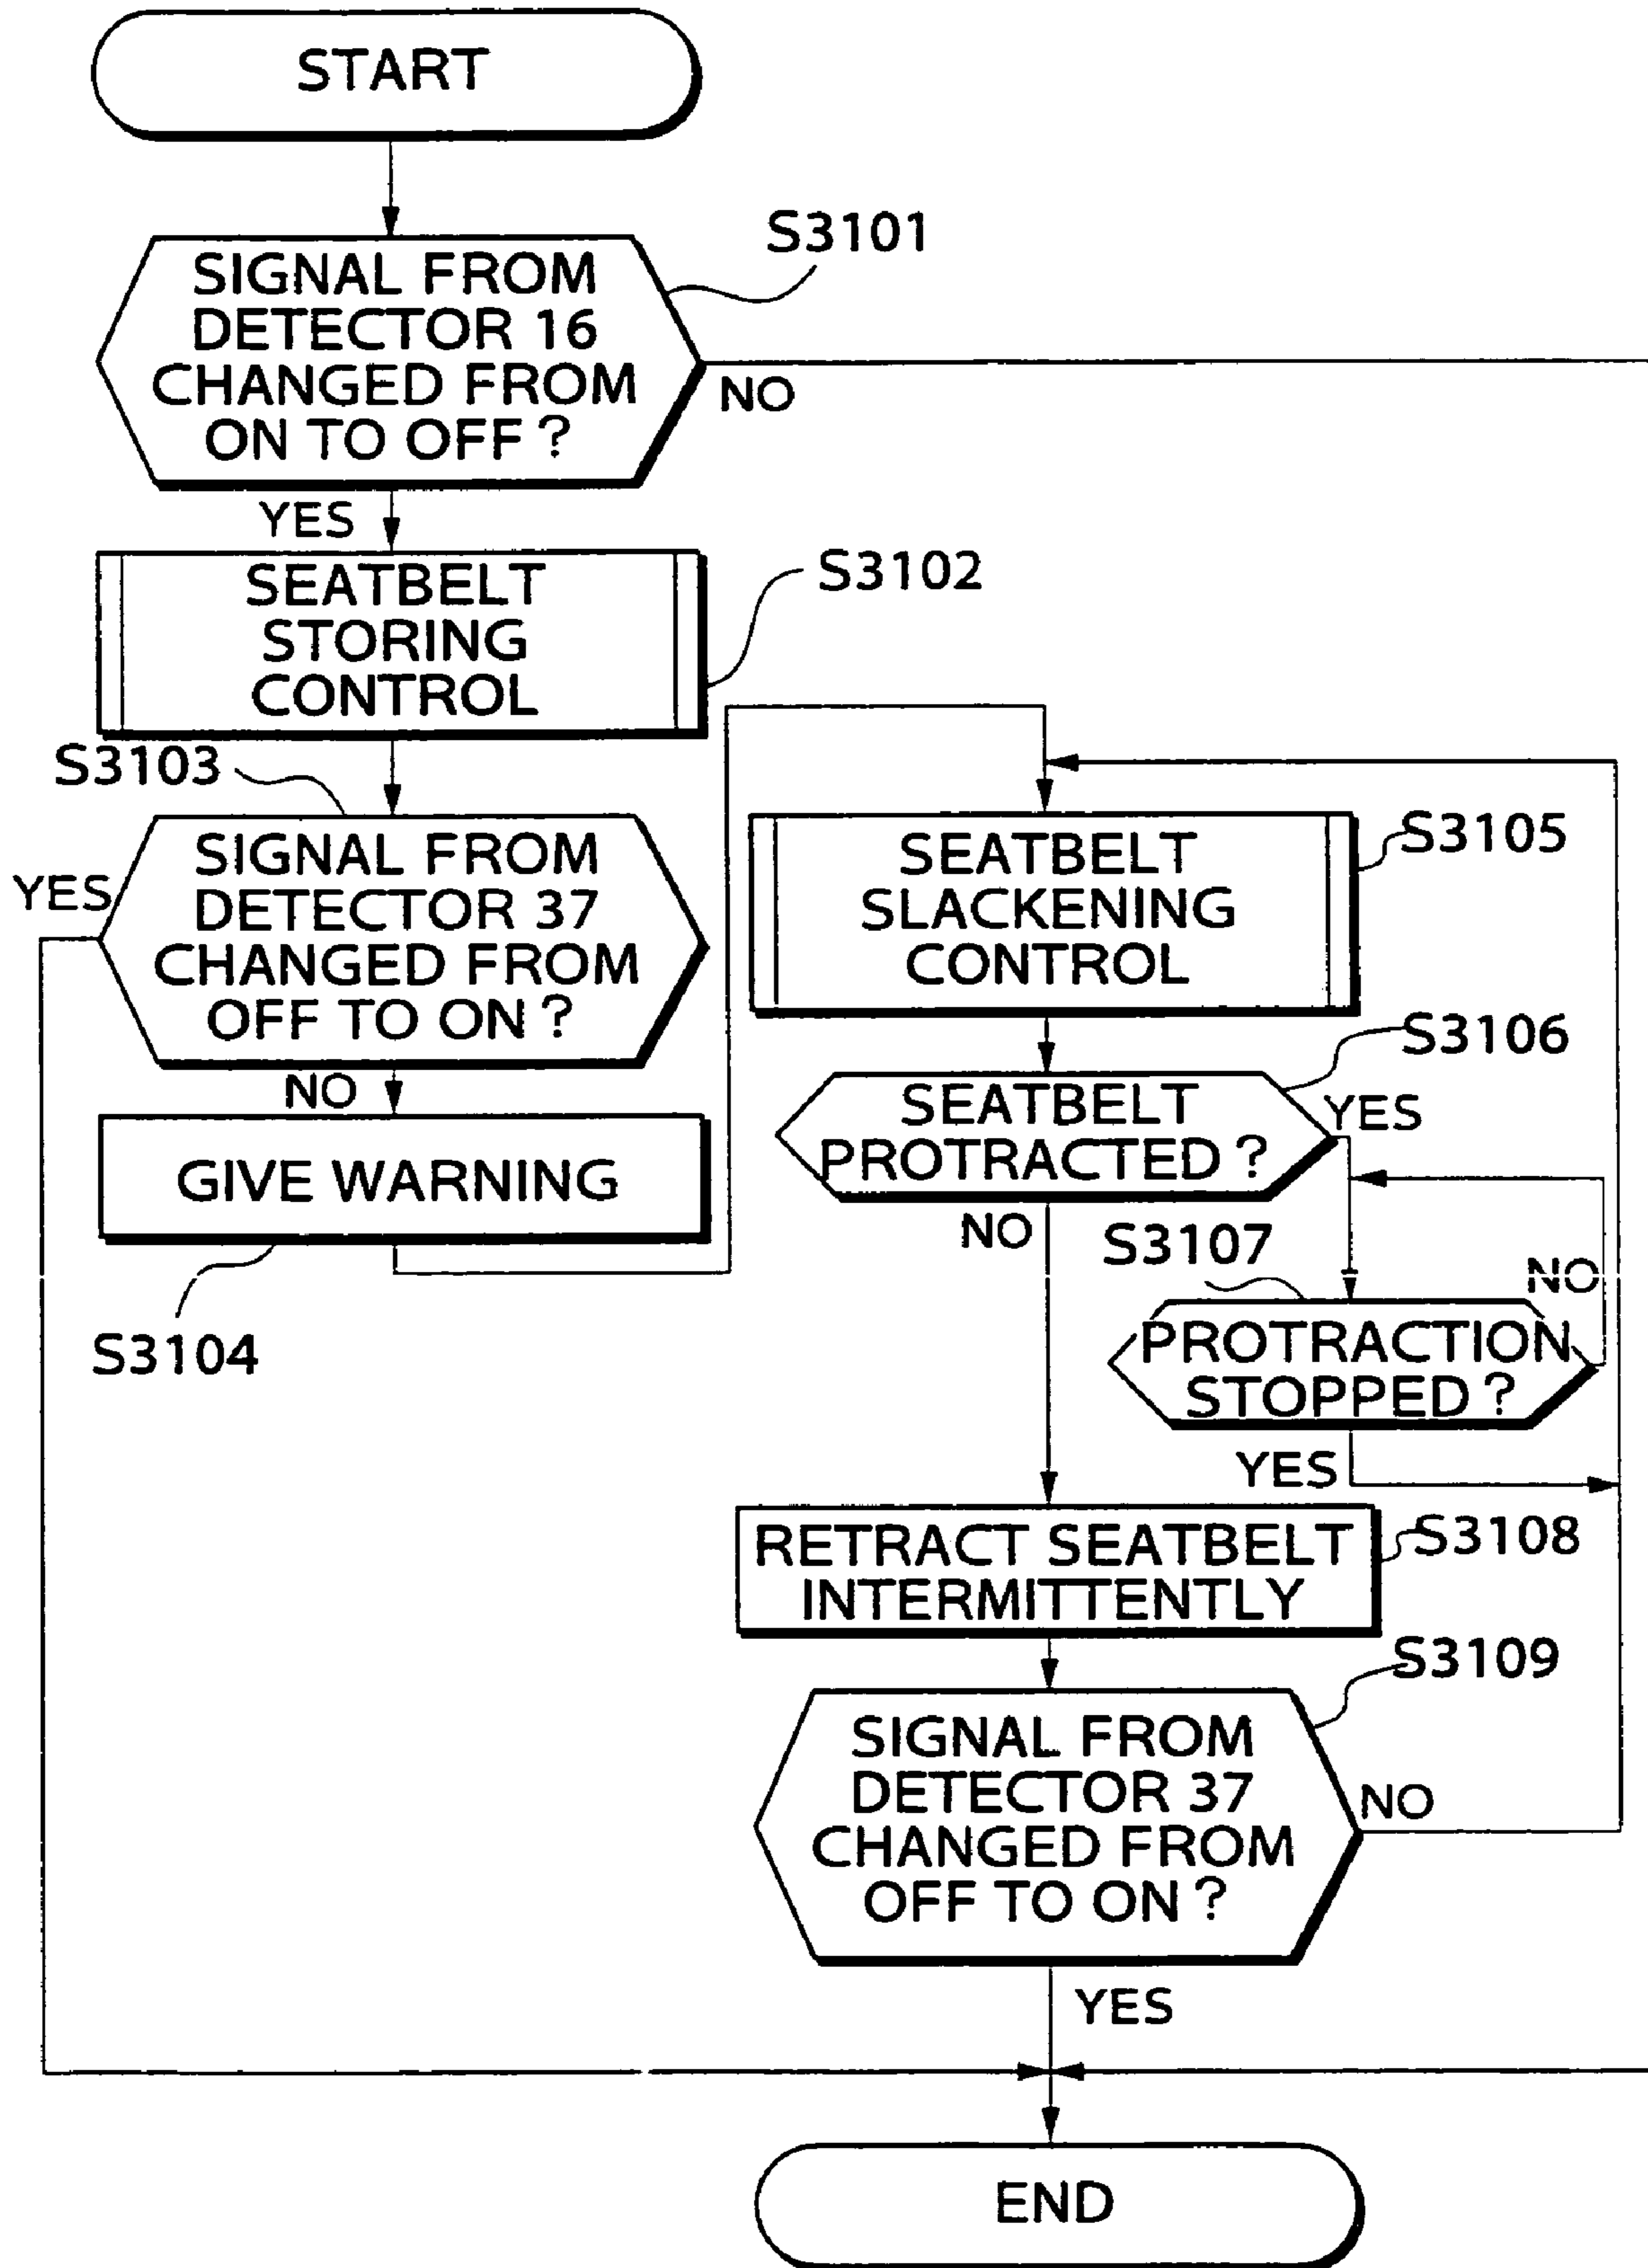 START
S3101
SIGNAL FROM
DETECTOR 16
CHANGED FROM
ON TO OFF ?
NO
YES
S3102
SEATBELT
STORING
CONTROL
S3103
SIGNAL FROM
DETECTOR 37
CHANGED FROM
OFF TO ON ?
YES
NO
GIVE WARNING
S3104
S3105
SEATBELT
SLACKENING
CONTROL
S3106
SEATBELT
PROTRACTED ?
YES
NO
S3107
NO
PROTRACTION
STOPPED ?
YES
RETRACT SEATBELT
INTERMITTENTLY
S3108
S3109
SIGNAL FROM
DETECTOR 37
CHANGED FROM
OFF TO ON ?
NO
YES
END